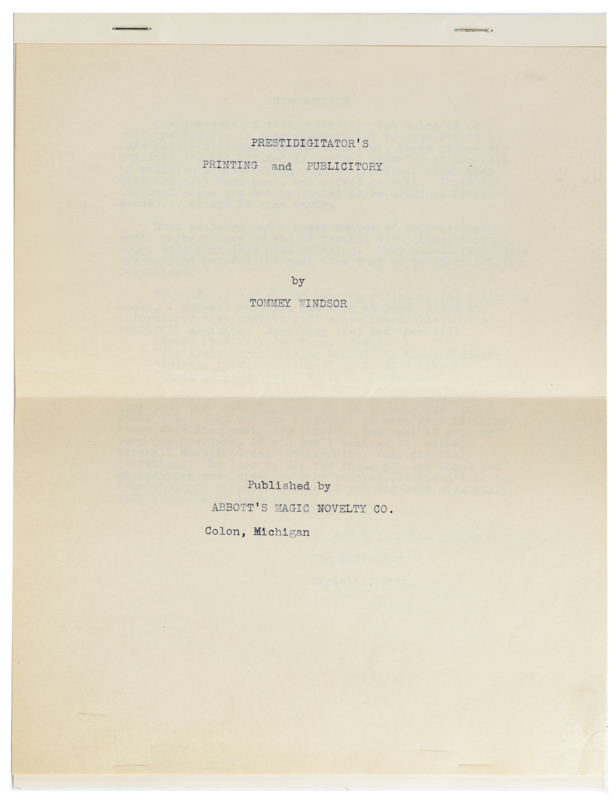 PRESTIDIGITATOR'S
PRINTING and PUBLICITORY
by
TOMMEY WINDSOR
Published by
ABBOTT'S MAGIC NOVELTY CO.
Colon, Michigan